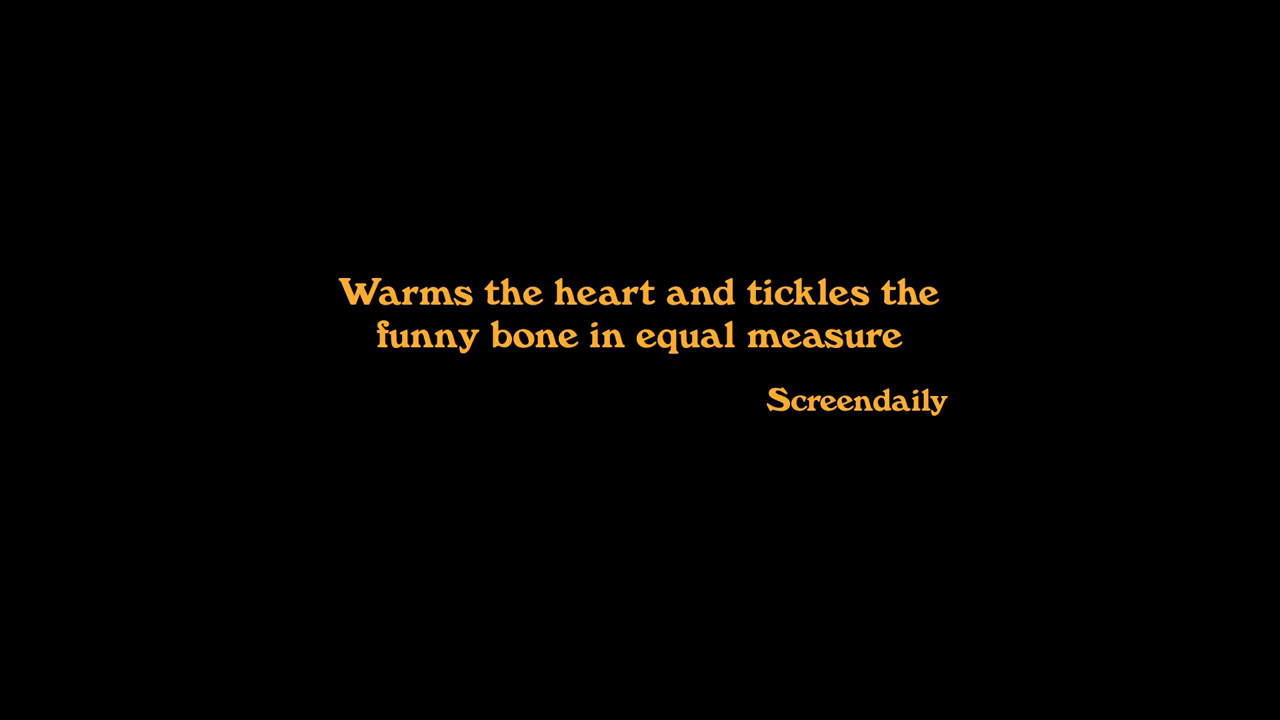 Warms the heart and tickles the
funny bone in equal measure
Screendaily